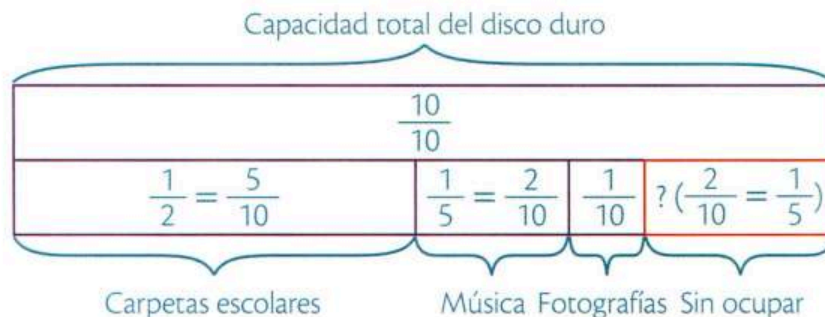 Capacidad total del disco duro
10/10
1/2 = 5/10 1/5 = 2/10 1/10 ? (2/10 = 1/5)
Carpetas escolares Música Fotografías Sin ocupar